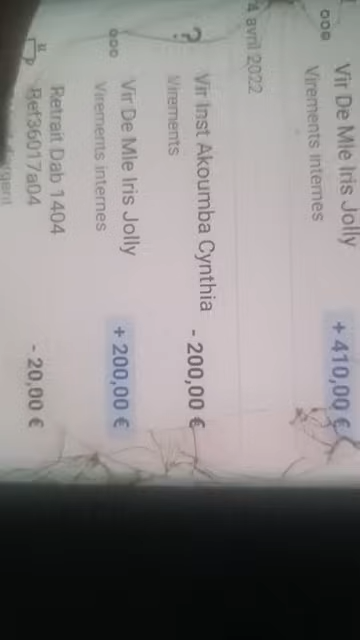 Vir De Mle Iris Jolly + 410,00 €
Virements internes
4 avril 2022
Vir Inst Akoumba Cynthia - 200,00 €
Virements
Vir De Mle Iris Jolly + 200,00 €
Virements internes
Retrait Dab 1404 - 20,00 €
Ref36017a04